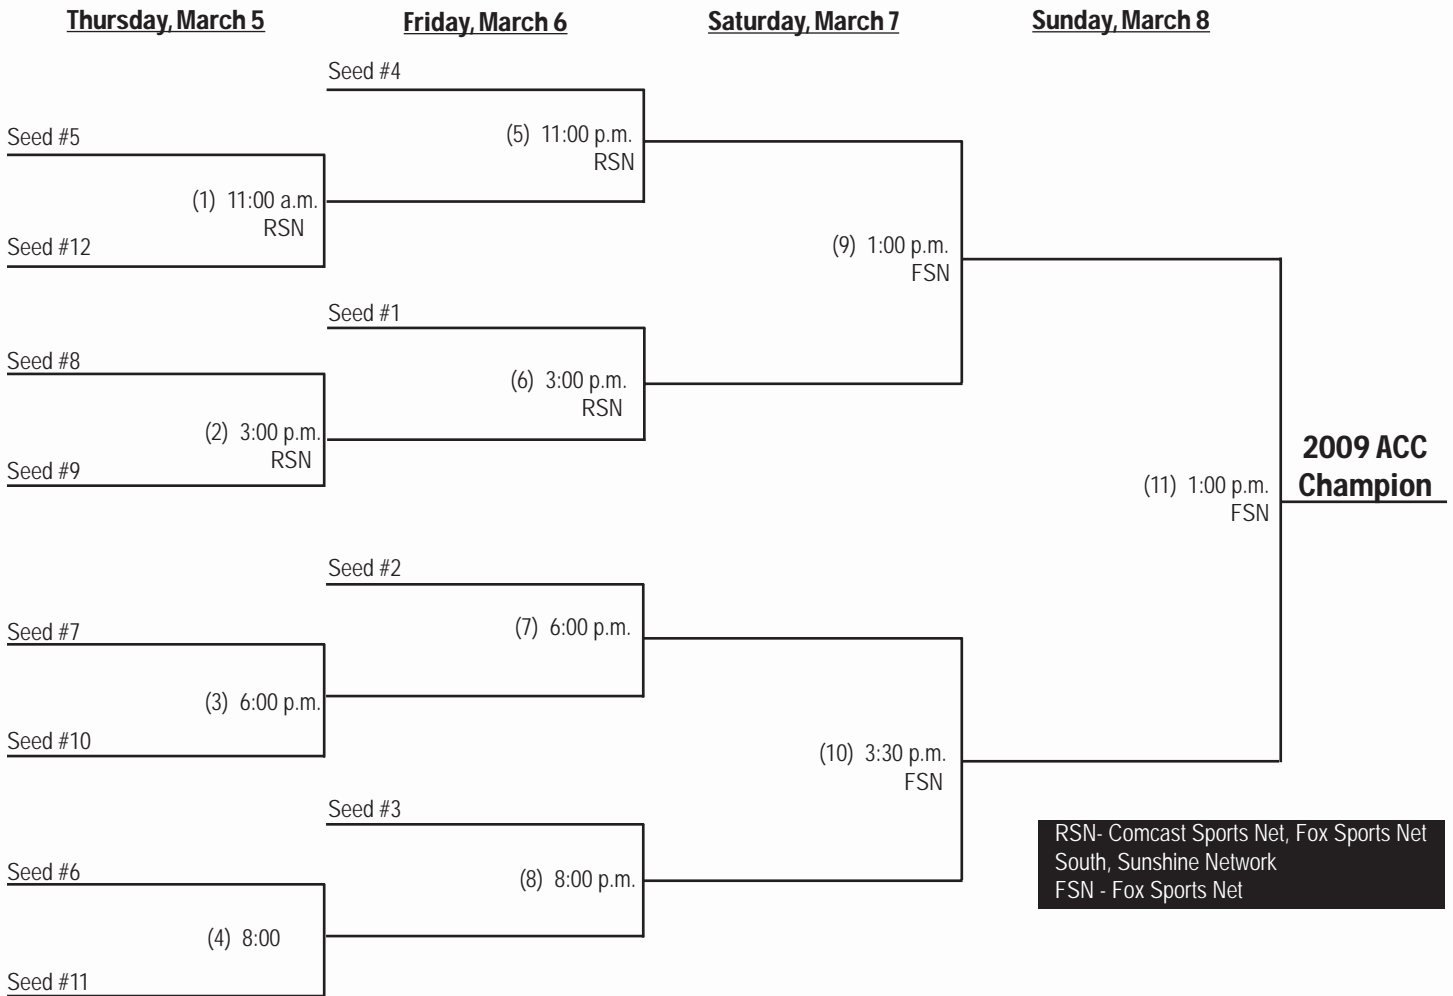 Thursday, March 5
Friday, March 6
Saturday, March 7
Sunday, March 8
Seed #4
Seed #5
(5) 11:00 p.m.
RSN
(1) 11:00 a.m.
RSN
Seed #12
(9) 1:00 p.m.
FSN
Seed #1
Seed #8
(6) 3:00 p.m.
RSN
(2) 3:00 p.m.
RSN
Seed #9
2009 ACC
Champion
(11) 1:00 p.m.
FSN
Seed #2
Seed #7
(7) 6:00 p.m.
(3) 6:00 p.m.
Seed #10
(10) 3:30 p.m.
FSN
Seed #3
Seed #6
(8) 8:00 p.m.
(4) 8:00
Seed #11
RSN- Comcast Sports Net, Fox Sports Net
South, Sunshine Network
FSN - Fox Sports Net